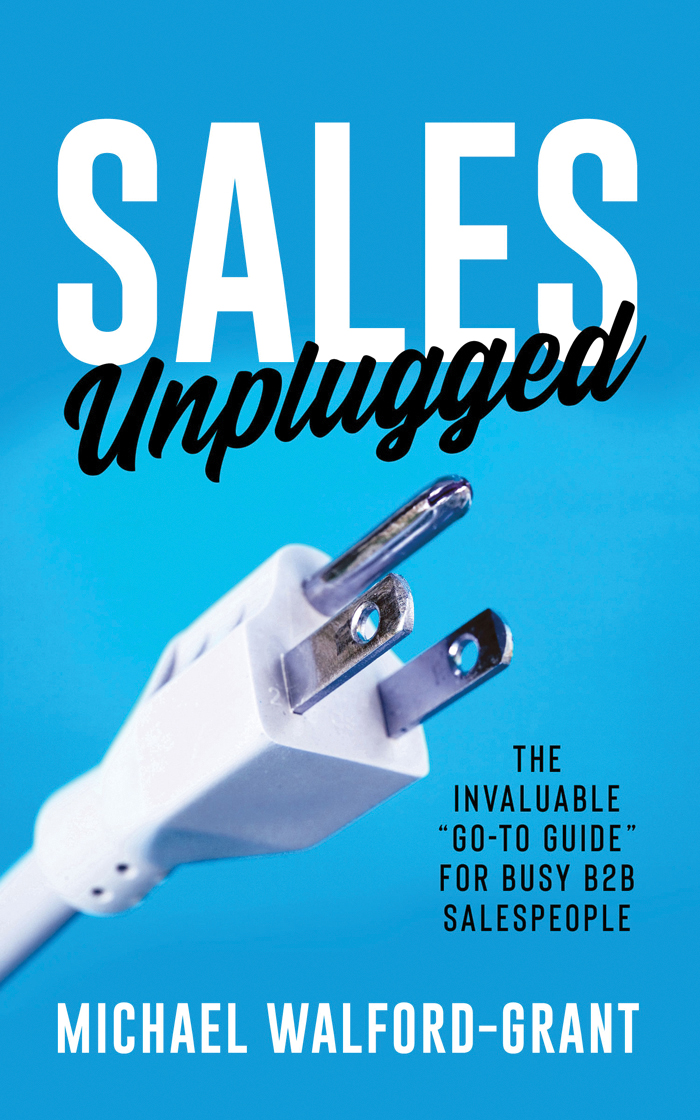 SALES
Unplugged
THE
INVALUABLE
“GO-TO GUIDE”
FOR BUSY B2B
SALESPEOPLE
MICHAEL WALFORD-GRANT